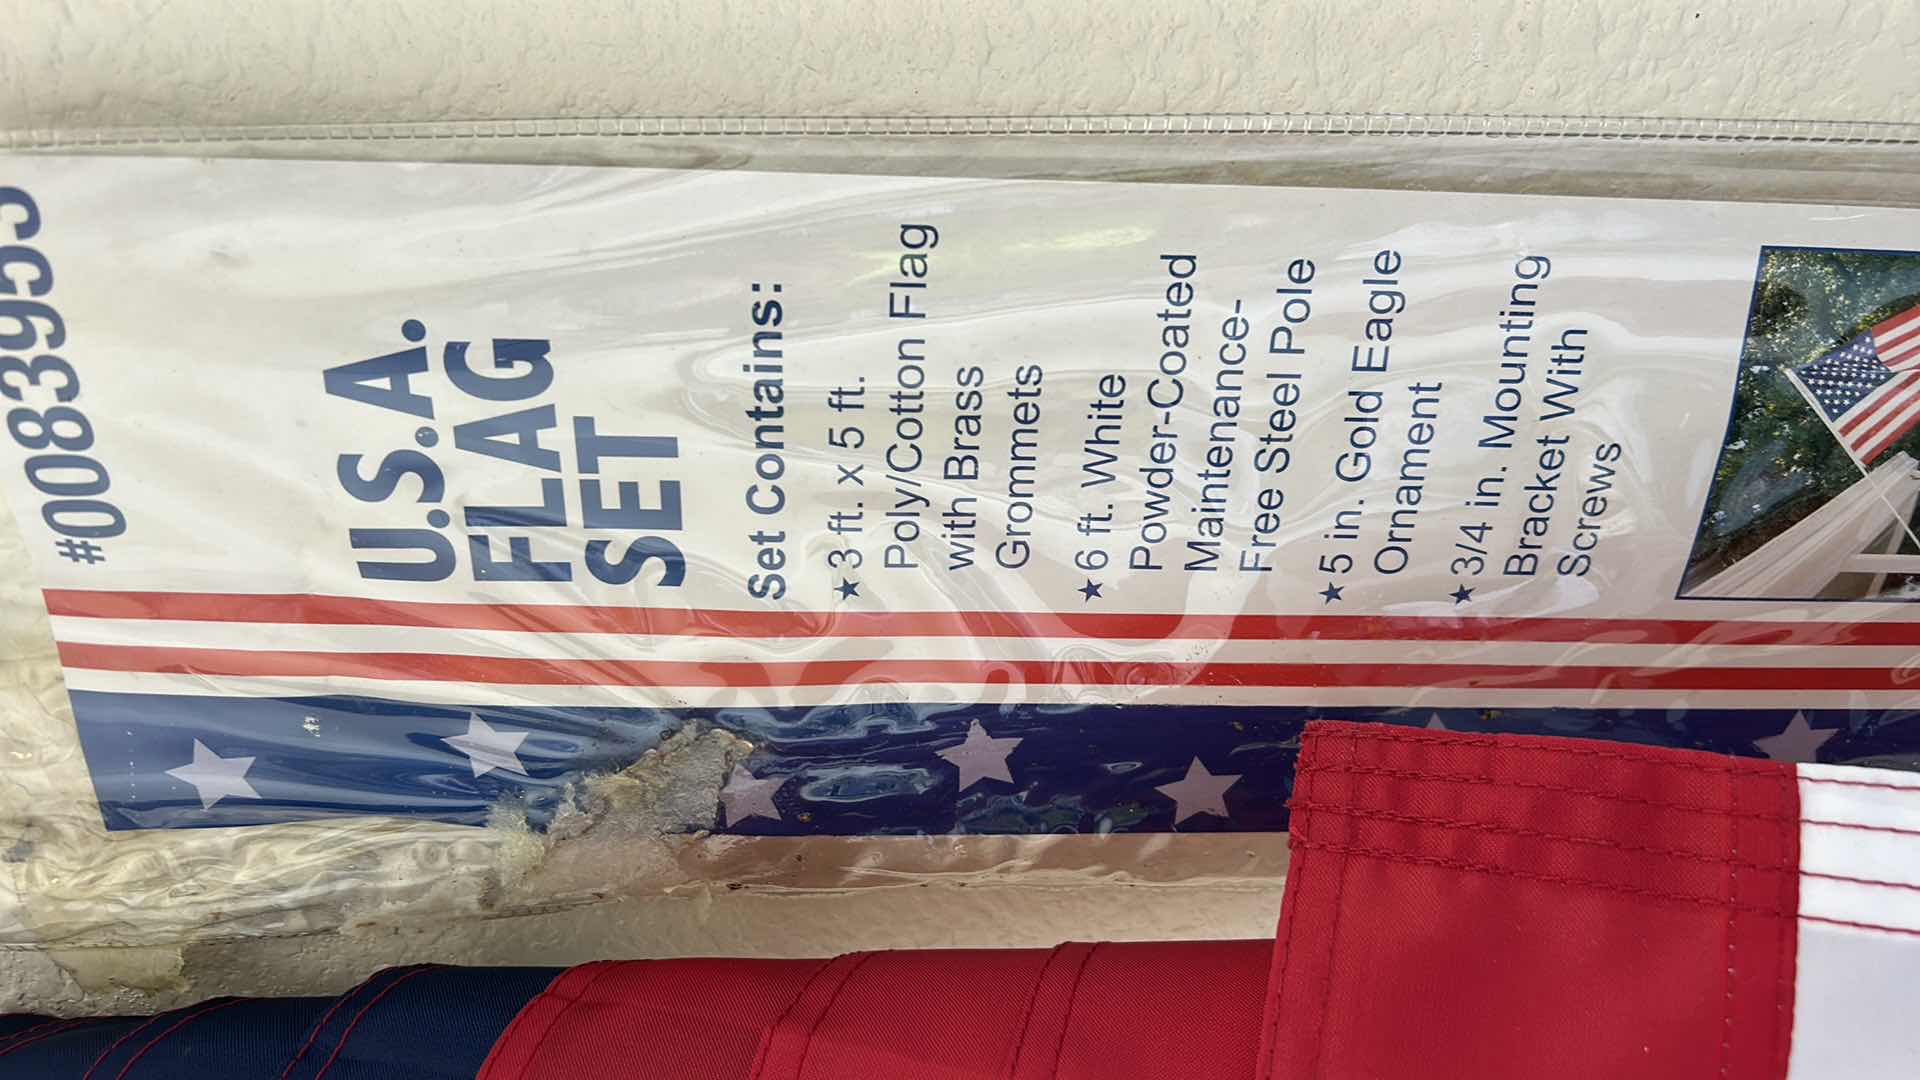 #0083953
U.S.A.
FLAG
SET
Set Contains:
★ 3 ft. x 5 ft.
Poly/Cotton Flag
with Brass
Grommets
★ 6 ft. White
Powder-Coated
Maintenance-
Free Steel Pole
★ 5 in. Gold Eagle
Ornament
★ 3/4 in. Mounting
Bracket With
Screws